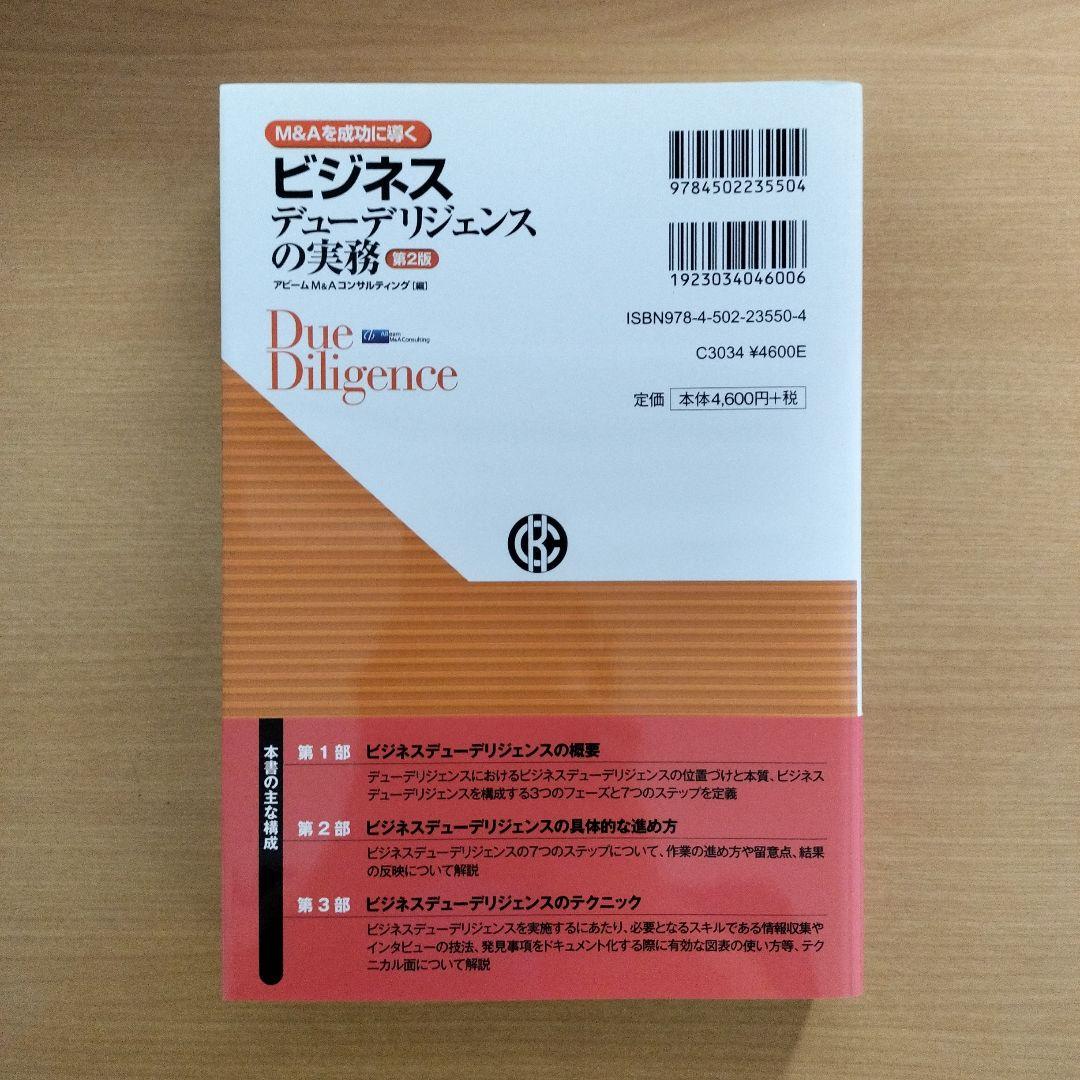 M&Aを成功に導く
ビジネス
デューデリジェンス
の実務 第2版
アビームM&Aコンサルティング[編]
Due
Diligence
ABeam
M&A Consulting
9784502235504
1923034046006
ISBN978-4-502-23550-4
C3034 ¥4600E
定価 本体4,600円+税
本書の主な構成
第1部 ビジネスデューデリジェンスの概要
デューデリジェンスにおけるビジネスデューデリジェンスの位置づけと本質、ビジネス
デューデリジェンスを構成する3つのフェーズと7つのステップを定義
第2部 ビジネスデューデリジェンスの具体的な進め方
ビジネスデューデリジェンスの7つのステップについて、作業の進め方や留意点、結果
の反映について解説
第3部 ビジネスデューデリジェンスのテクニック
ビジネスデューデリジェンスを実施するにあたり、必要となるスキルである情報収集や
インタビューの技法、発見事項をドキュメント化する際に有効な図表の使い方等、テク
ニカル面について解説